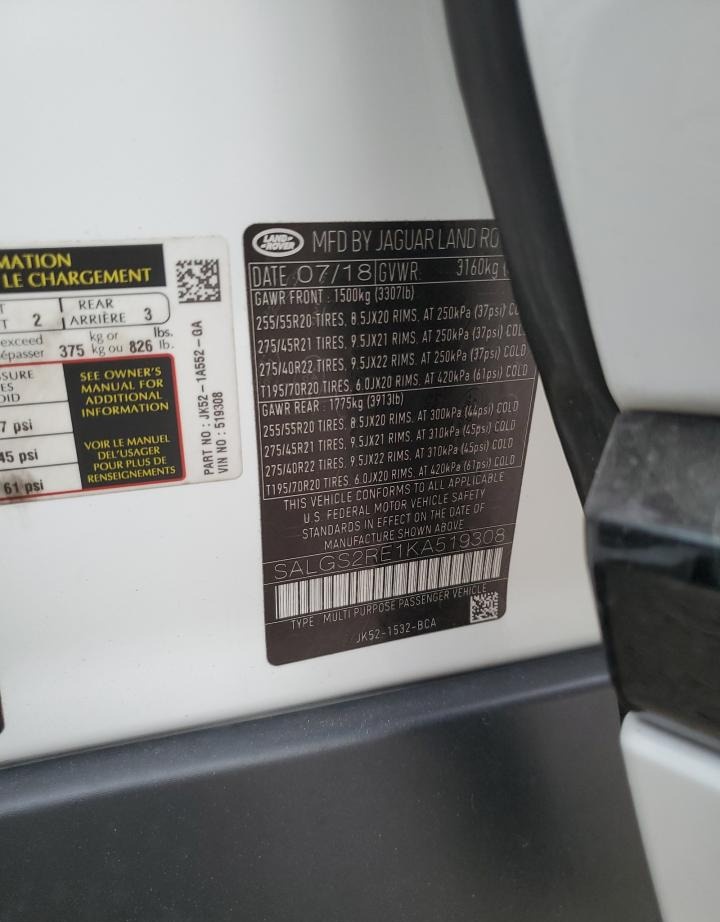 MATION
LE CHARGEMENT
T 2 REAR ARRIÈRE 3
exceed kg or lbs.
épasser 375 kg ou 826 lb.
SSURE
ES
OID
7 psi
45 psi
61 psi
SEE OWNER'S
MANUAL FOR
ADDITIONAL
INFORMATION
VOIR LE MANUEL
DEL'USAGER
POUR PLUS DE
RENSEIGNEMENTS
PART NO : JK52-1A552-GA
VIN NO : 519308
LAND ROVER
MFD BY JAGUAR LAND RO
DATE 07/18 GVWR 3160kg (
GAWR FRONT : 1500kg (3307lb)
255/55R20 TIRES, 8.5JX20 RIMS, AT 250kPa (37psi) CO
275/45R21 TIRES, 9.5JX21 RIMS, AT 250kPa (37psi) COL
275/40R22 TIRES, 9.5JX22 RIMS, AT 250kPa (37psi) COLD
T195/70R20 TIRES, 6.0JX20 RIMS, AT 420kPa (61psi) COLD
GAWR REAR : 1775kg (3913lb)
255/55R20 TIRES, 8.5JX20 RIMS, AT 300kPa (44psi) COLD
275/45R21 TIRES, 9.5JX21 RIMS, AT 310kPa (45psi) COLD
275/40R22 TIRES, 9.5JX22 RIMS, AT 310kPa (45psi) COLD
T195/70R20 TIRES, 6.0JX20 RIMS, AT 420kPa (61psi) COLD
THIS VEHICLE CONFORMS TO ALL APPLICABLE
U.S. FEDERAL MOTOR VEHICLE SAFETY
STANDARDS IN EFFECT ON THE DATE OF
MANUFACTURE SHOWN ABOVE
SALGS2RE1KA519308
TYPE : MULTI PURPOSE PASSENGER VEHICLE
JK52-1532-BCA